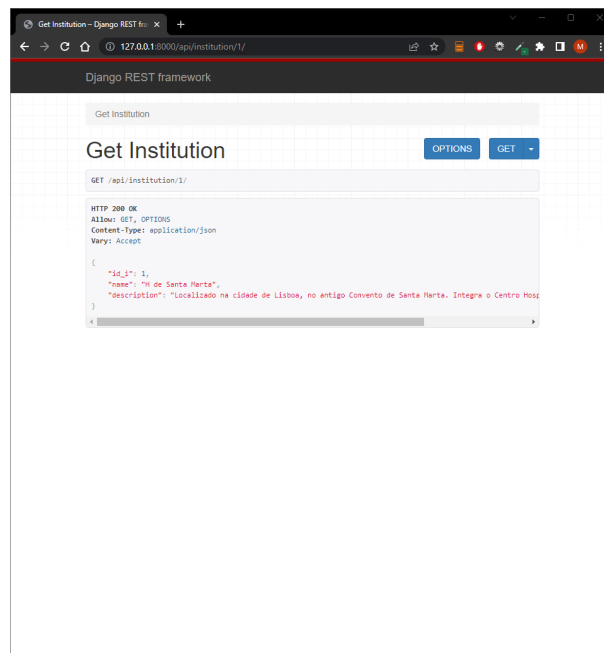 Get Institution – Django REST fra
127.0.0.1:8000/api/institution/1/
M
Django REST framework
Get Institution
Get Institution
OPTIONS
GET
GET /api/institution/1/
HTTP 200 OK
Allow: GET, OPTIONS
Content-Type: application/json
Vary: Accept
{
"id_i": 1,
"name": "H de Santa Marta",
"description": "Localizado na cidade de Lisboa, no antigo Convento de Santa Marta. Integra o Centro Hosp
}